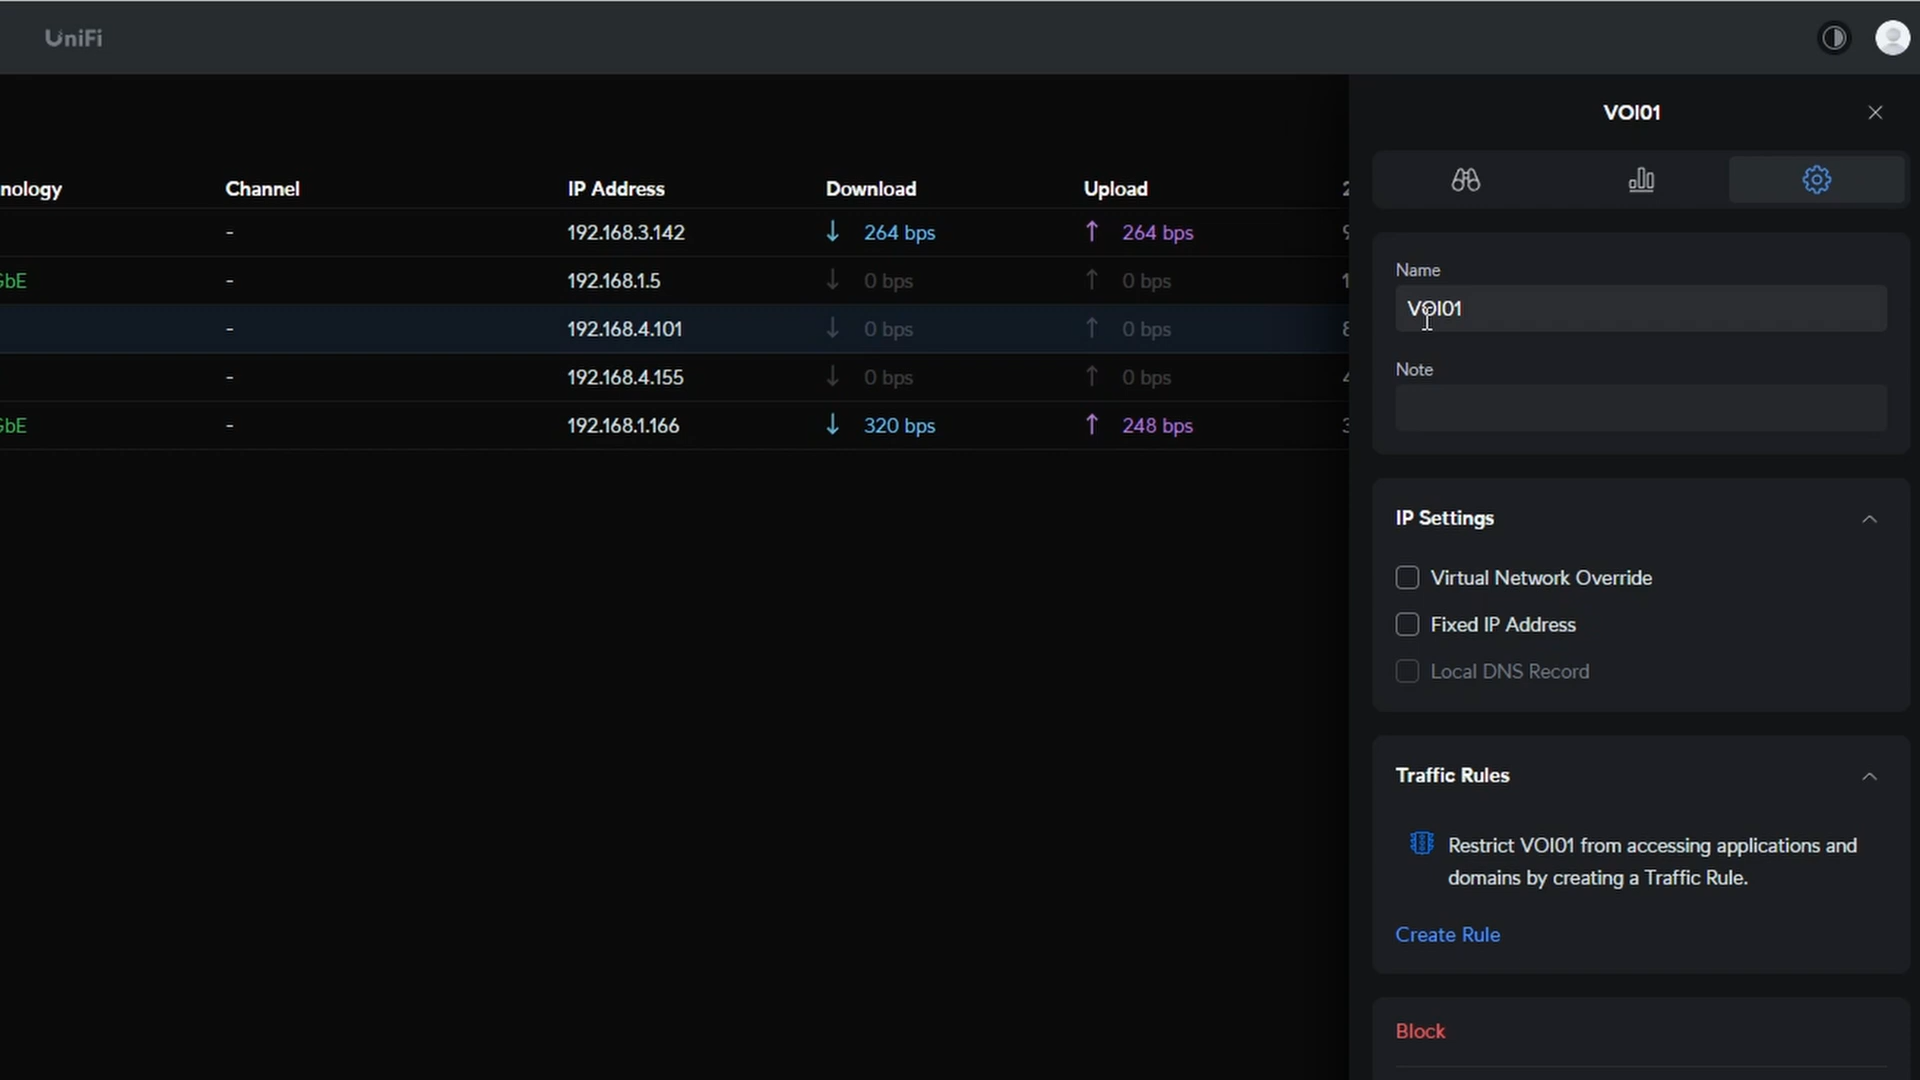 UniFi
VOI01
nology Channel IP Address Download Upload
- 192.168.3.142 ↓ 264 bps ↑ 264 bps
GbE - 192.168.1.5 ↓ 0 bps ↑ 0 bps
- 192.168.4.101 ↓ 0 bps ↑ 0 bps
- 192.168.4.155 ↓ 0 bps ↑ 0 bps
GbE - 192.168.1.166 ↓ 320 bps ↑ 248 bps
Name
VOI01
Note
IP Settings
Virtual Network Override
Fixed IP Address
Local DNS Record
Traffic Rules
Restrict VOI01 from accessing applications and
domains by creating a Traffic Rule.
Create Rule
Block